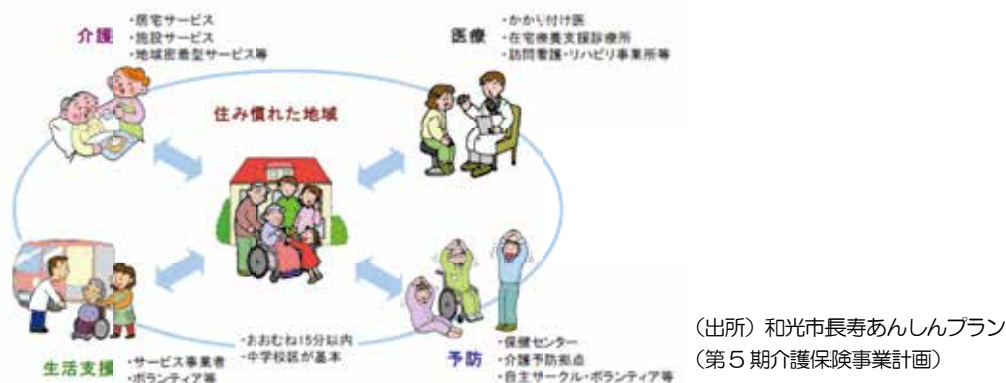 介護
・居宅サービス
・施設サービス
・地域密着型サービス等
医療
・かかり付け医
・在宅療養支援診療所
・訪問看護・リハビリ事業所等
住み慣れた地域
生活支援
・サービス事業者
・ボランティア等
・おおむね15分以内
・中学校区が基本
予防
・保健センター
・介護予防拠点
・自主サークル・ボランティア等
（出所）和光市長寿あんしんプラン
（第５期介護保険事業計画）